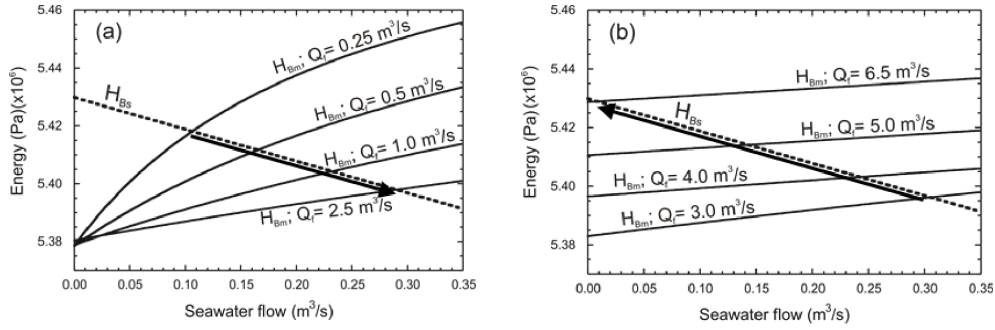 (a)
Energy (Pa)(x10⁶)
5.46
5.44
5.42
5.40
5.38
H_Bm; Q_f= 0.25 m³/s
H_Bs
H_Bm; Q_f= 0.5 m³/s
H_Bm; Q_f= 1.0 m³/s
H_Bm; Q_f= 2.5 m³/s
0.00 0.05 0.10 0.15 0.20 0.25 0.30 0.35
Seawater flow (m³/s)
(b)
Energy (Pa)(x10⁶)
5.46
5.44
5.42
5.40
5.38
H_Bm; Q_f= 6.5 m³/s
H_Bs
H_Bm; Q_f= 5.0 m³/s
H_Bm; Q_f= 4.0 m³/s
H_Bm; Q_f= 3.0 m³/s
0.00 0.05 0.10 0.15 0.20 0.25 0.30 0.35
Seawater flow (m³/s)